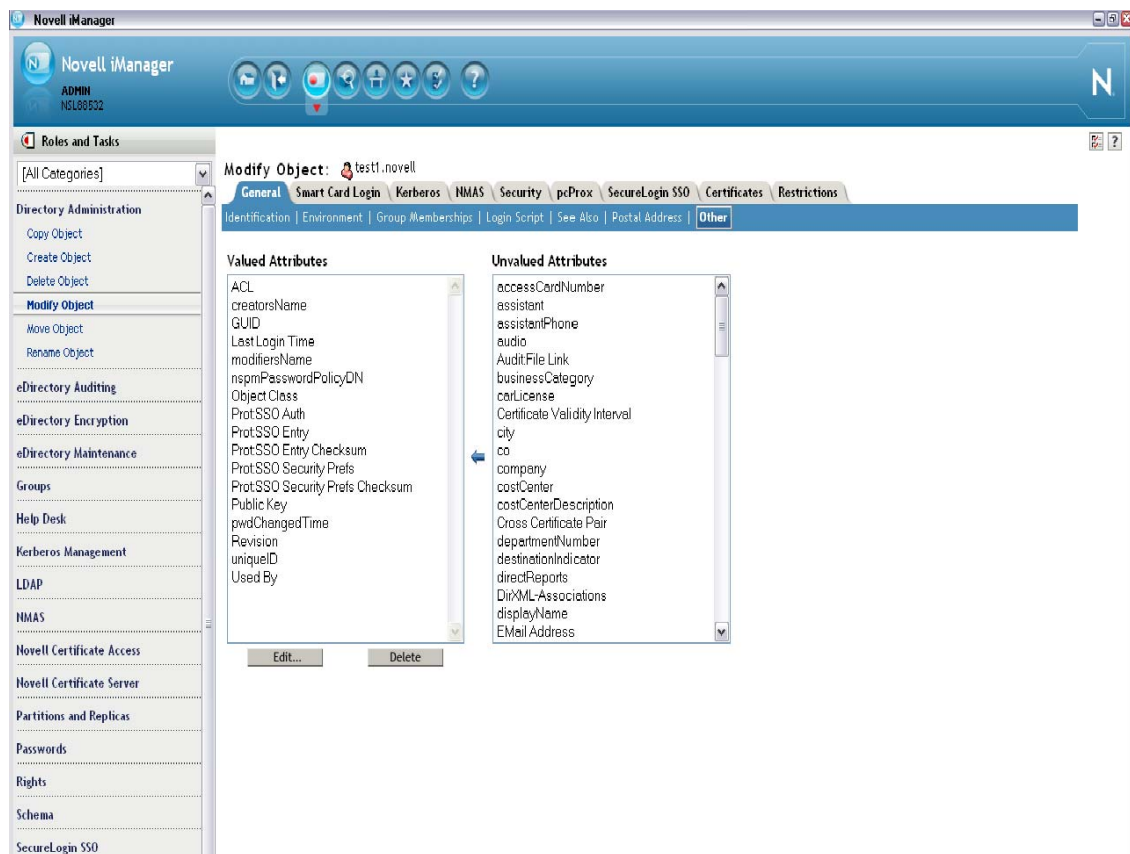 Novell iManager
Novell iManager
ADMIN
NSL88532
N
Roles and Tasks
[All Categories]
Directory Administration
Copy Object
Create Object
Delete Object
Modify Object
Move Object
Rename Object
eDirectory Auditing
eDirectory Encryption
eDirectory Maintenance
Groups
Help Desk
Kerberos Management
LDAP
NMAS
Novell Certificate Access
Novell Certificate Server
Partitions and Replicas
Passwords
Rights
Schema
SecureLogin SSO
Modify Object: test1.novell
General Smart Card Login Kerberos NMAS Security pcProx SecureLogin SSO Certificates Restrictions
Identification | Environment | Group Memberships | Login Script | See Also | Postal Address | Other
Valued Attributes
ACL
creatorsName
GUID
Last Login Time
modifiersName
nspmPasswordPolicyDN
Object Class
Prot:SSO Auth
Prot:SSO Entry
Prot:SSO Entry Checksum
Prot:SSO Security Prefs
Prot:SSO Security Prefs Checksum
Public Key
pwdChangedTime
Revision
uniqueID
Used By
Edit...
Delete
Unvalued Attributes
accessCardNumber
assistant
assistantPhone
audio
Audit:File Link
businessCategory
carLicense
Certificate Validity Interval
city
co
company
costCenter
costCenterDescription
Cross Certificate Pair
departmentNumber
destinationIndicator
directReports
DirXML-Associations
displayName
EMail Address